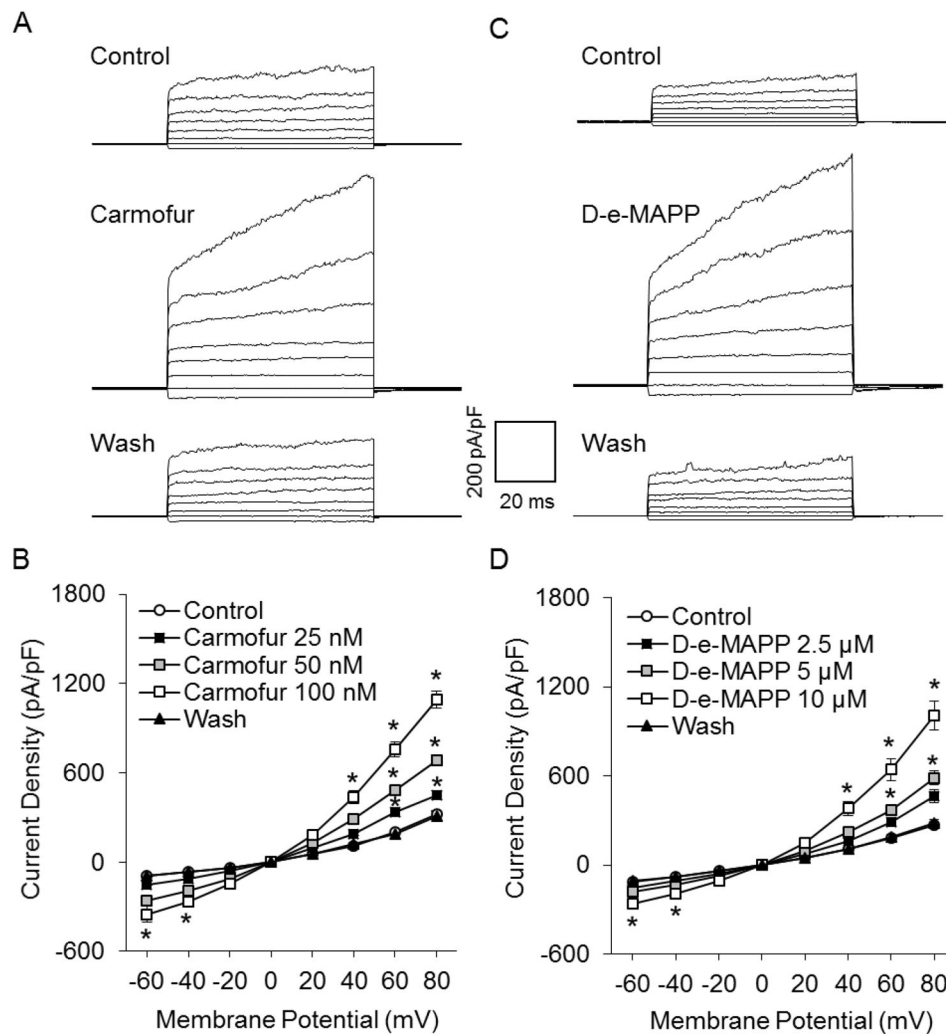 A
Control
Carmofur
Wash
C
Control
D-e-MAPP
Wash
200 pA/pF
20 ms
B
1800
1200
600
0
-600
Current Density (pA/pF)
Control
Carmofur 25 nM
Carmofur 50 nM
Carmofur 100 nM
Wash
* * * * * * * * *
-60 -40 -20 0 20 40 60 80
Membrane Potential (mV)
D
1800
1200
600
0
-600
Current Density (pA/pF)
Control
D-e-MAPP 2.5 µM
D-e-MAPP 5 µM
D-e-MAPP 10 µM
Wash
* * * * * * *
-60 -40 -20 0 20 40 60 80
Membrane Potential (mV)